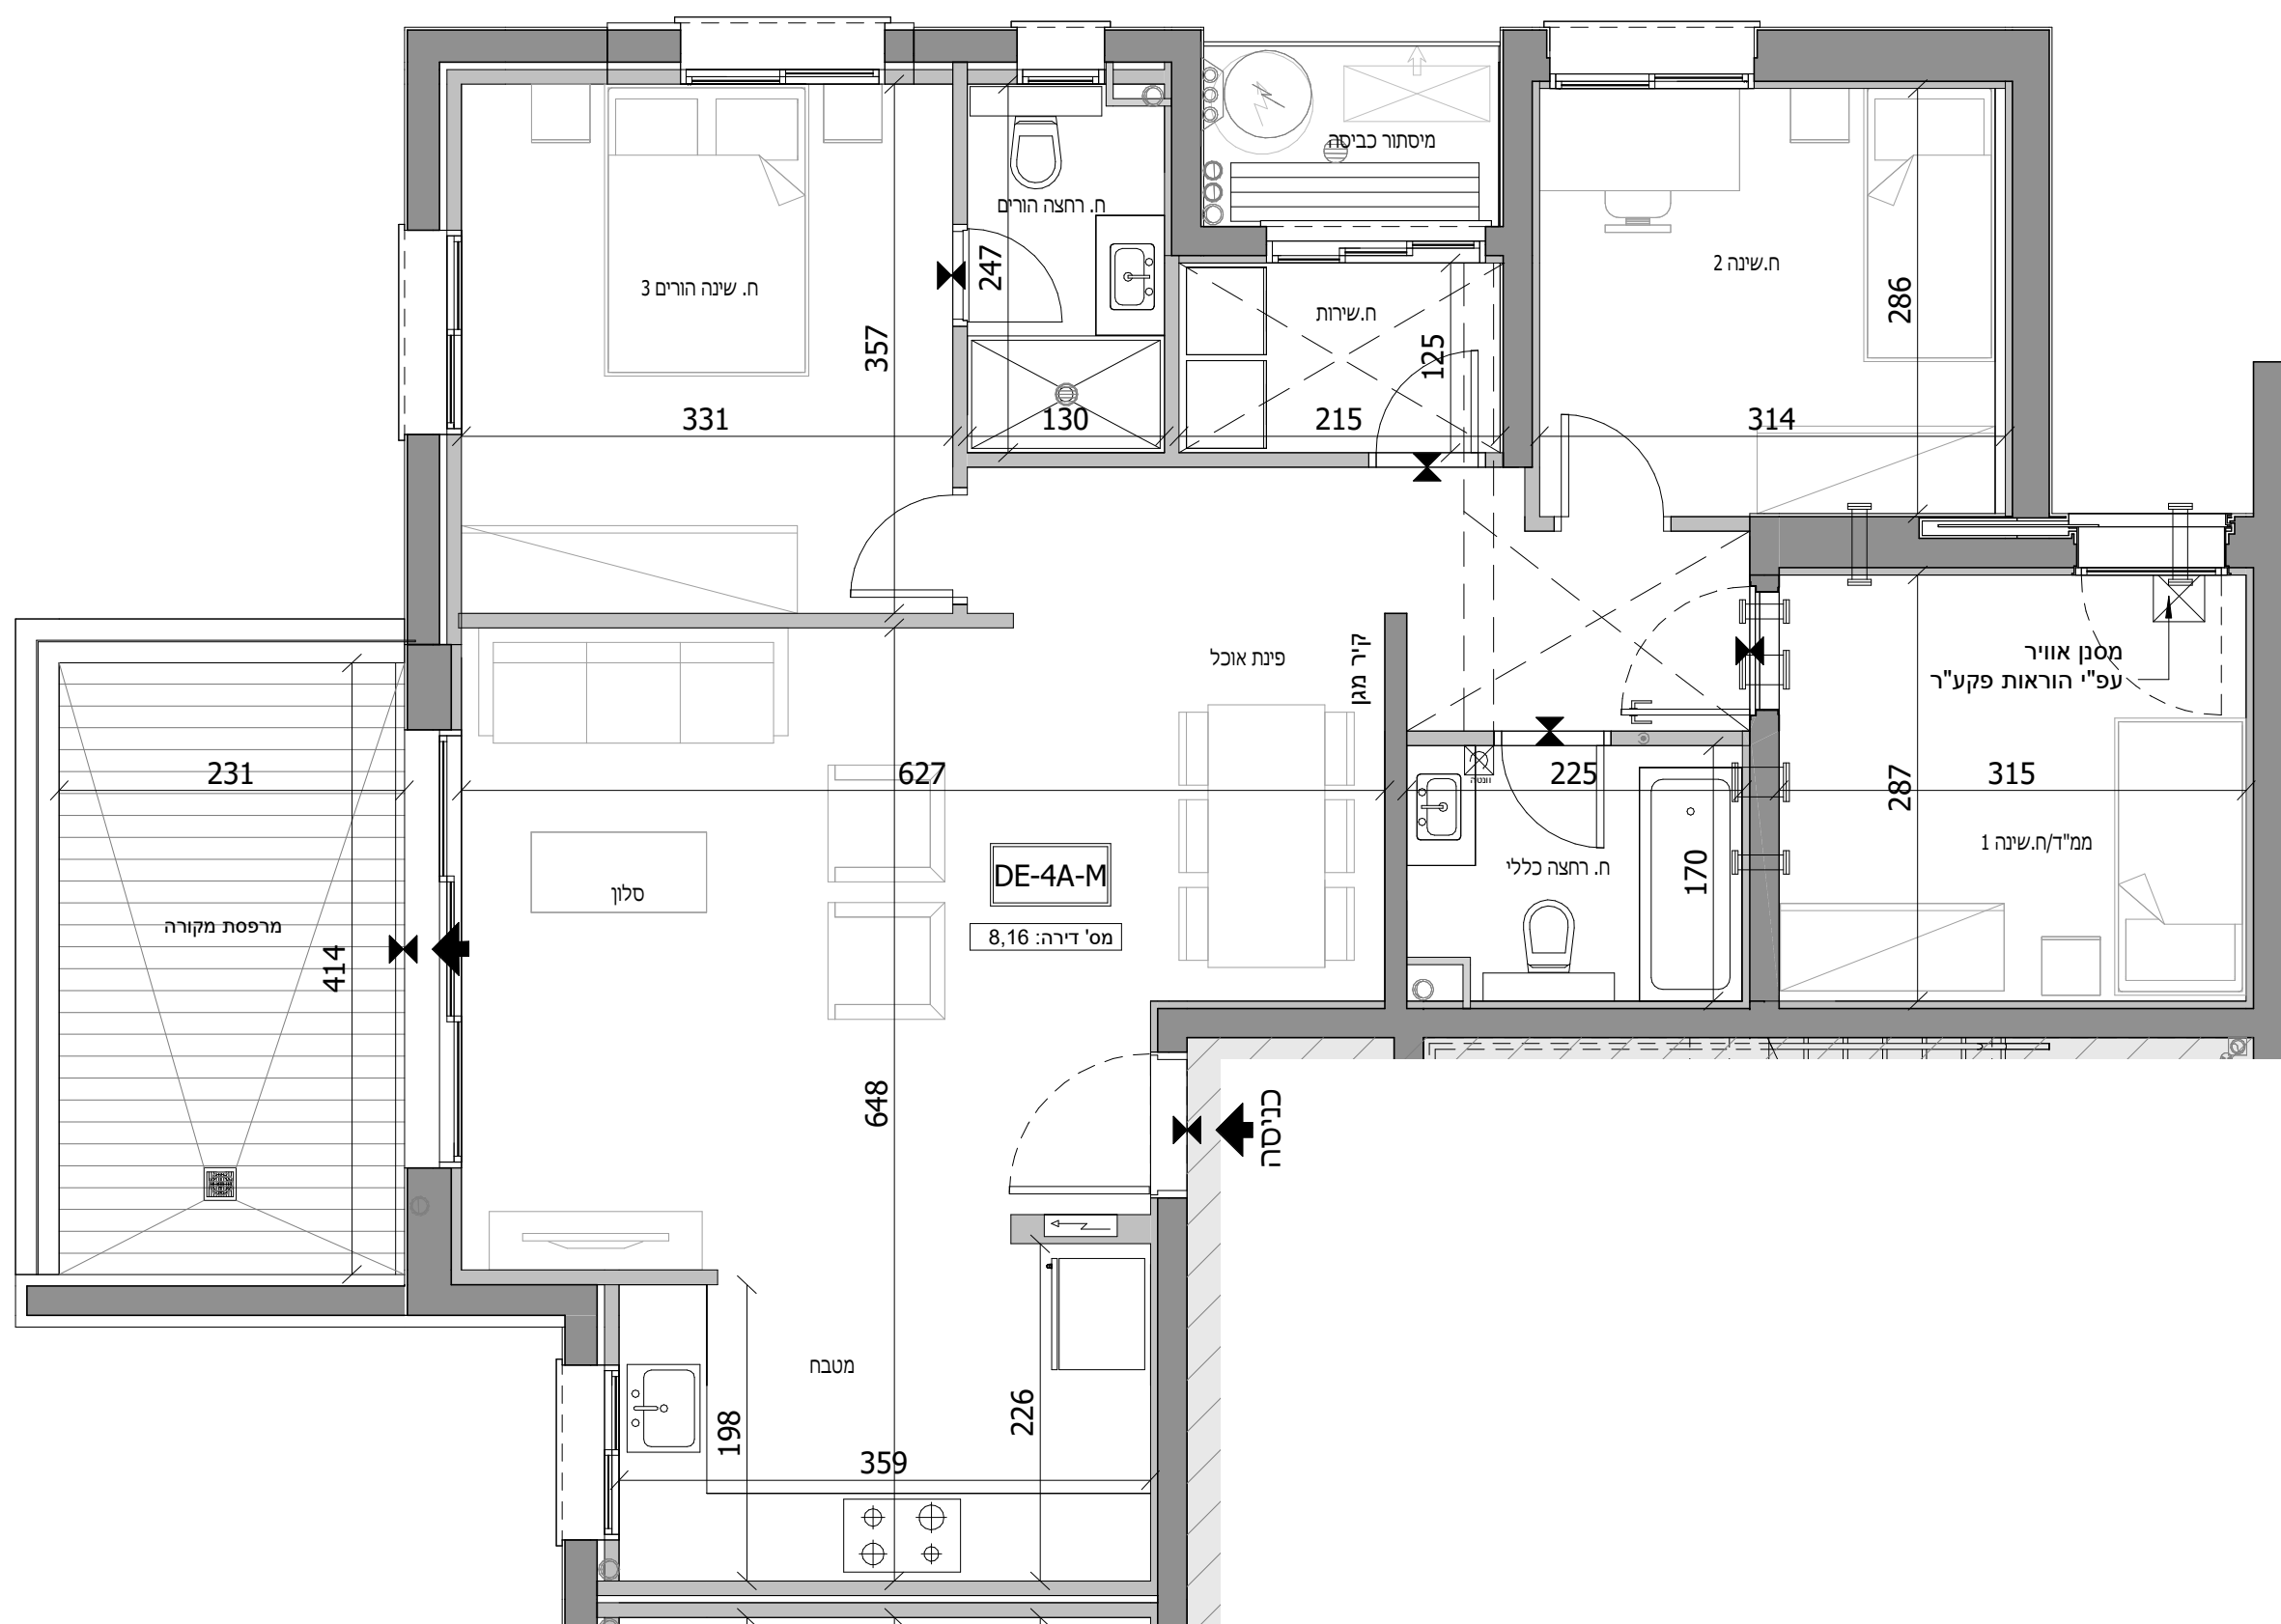 מיסתור כביסה
ח. רחצה הורים
247
ח.שינה 2
286
ח. שינה הורים 3
357
ח.שירות
125
331
130
215
314
פינת אוכל
קיר מגן
מסנן אוויר
עפ"י הוראות פקע"ר
231
627
225
וונטה
287
315
ממ"ד/ח.שינה 1
ח. רחצה כללי
170
DE-4A-M
סלון
מרפסת מקורה
414
מס' דירה: 8,16
648
כניסה
מטבח
198
226
359